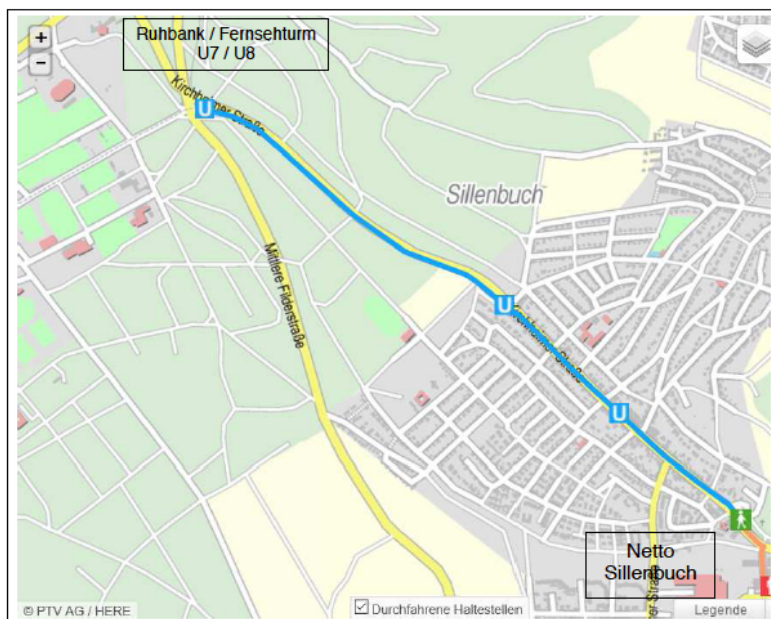 Ruhbank / Fernsehturm
U7 / U8
+
−
Kirchheimer Straße
U
Sillenbuch
Mittlere Filderstraße
U
Kirchheimer Straße
U
Netto
Sillenbuch
© PTV AG / HERE
Durchfahrene Haltestellen
Legende